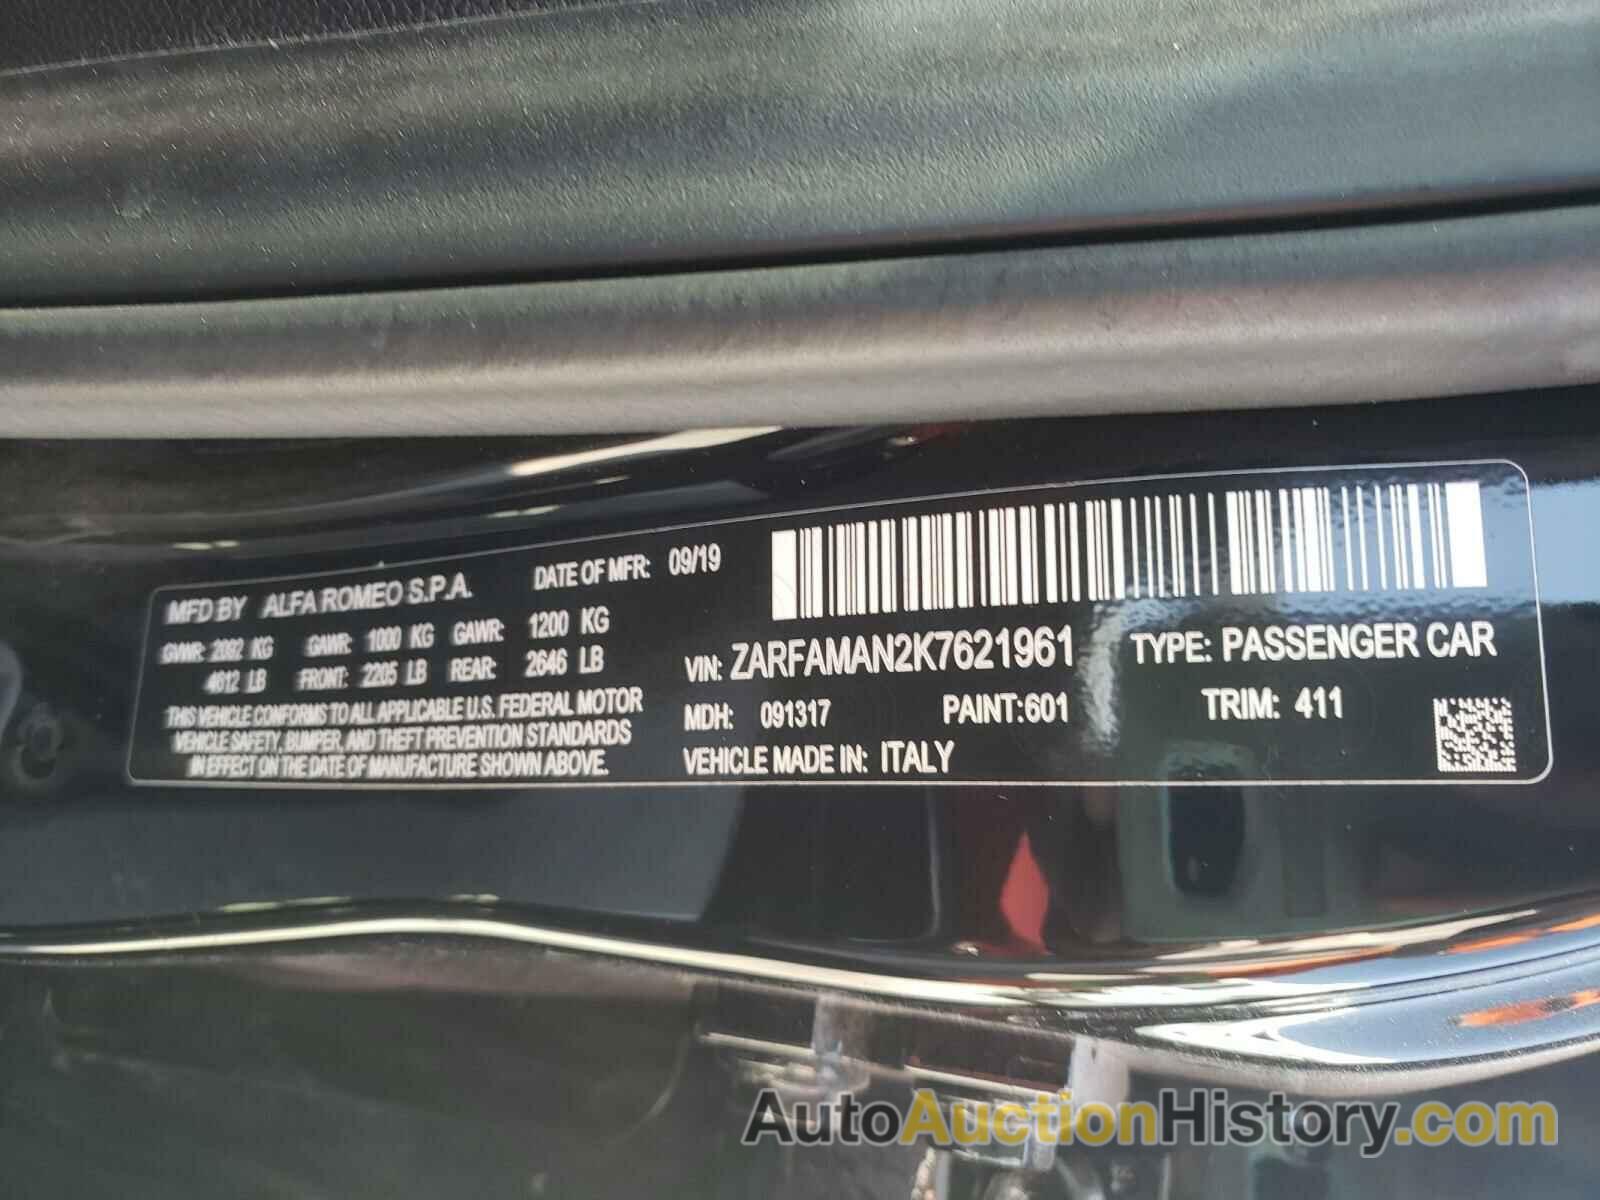 MFD BY ALFA ROMEO S.P.A. DATE OF MFR: 09/19
GVWR: 2092 KG GAWR: 1000 KG GAWR: 1200 KG
4612 LB FRONT: 2205 LB REAR: 2646 LB
THIS VEHICLE CONFORMS TO ALL APPLICABLE U.S. FEDERAL MOTOR
VEHICLE SAFETY, BUMPER, AND THEFT PREVENTION STANDARDS
IN EFFECT ON THE DATE OF MANUFACTURE SHOWN ABOVE.
VIN: ZARFAMAN2K7621961 TYPE: PASSENGER CAR
MDH: 091317 PAINT:601 TRIM: 411
VEHICLE MADE IN: ITALY
AutoAuctionHistory.com